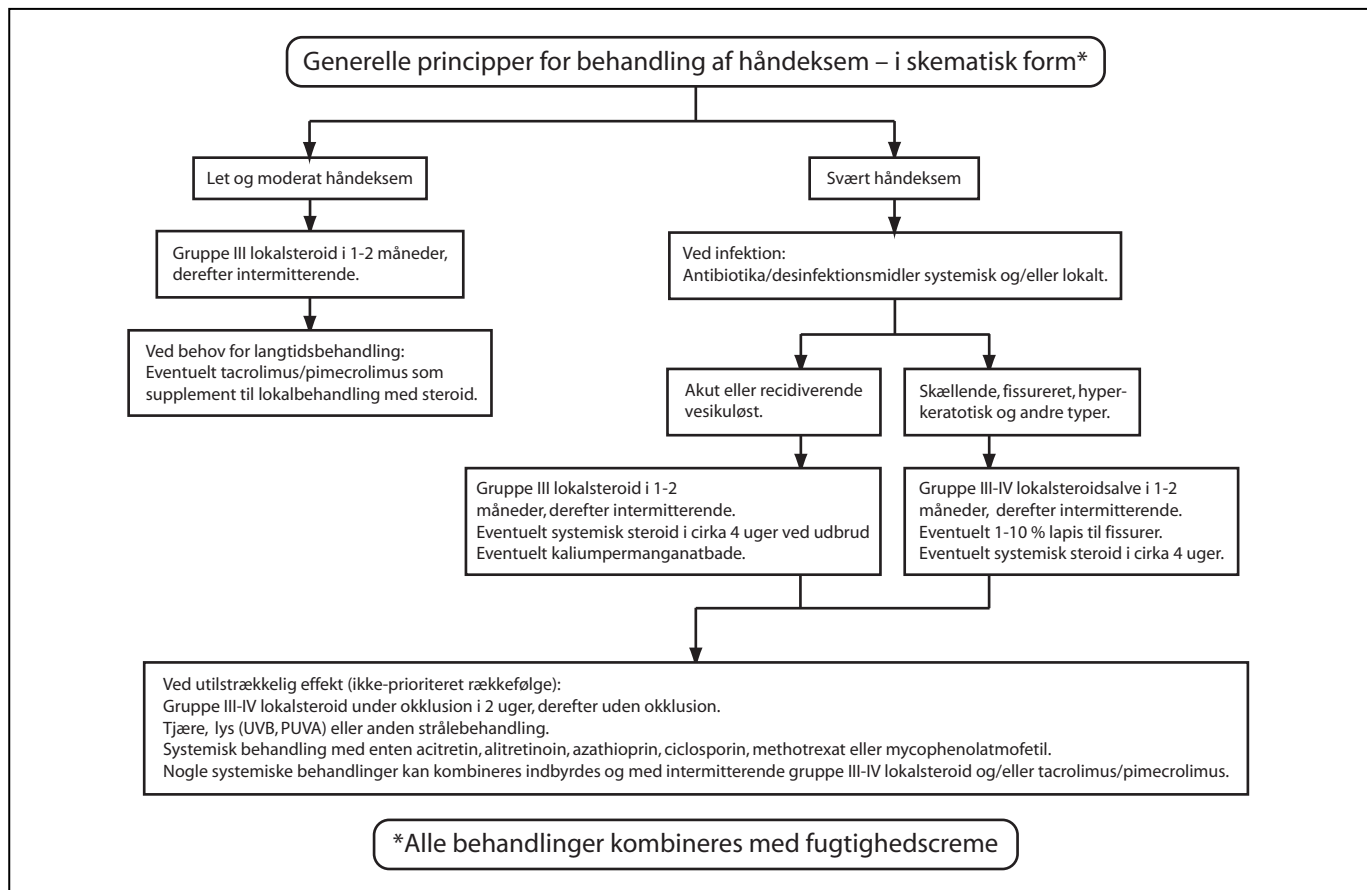 Generelle principper for behandling af håndeksem – i skematisk form*
Let og moderat håndeksem
Gruppe III lokalsteroid i 1-2 måneder,
derefter intermitterende.
Ved behov for langtidsbehandling:
Eventuelt tacrolimus/pimecrolimus som
supplement til lokalbehandling med steroid.
Svært håndeksem
Ved infektion:
Antibiotika/desinfektionsmidler systemisk og/eller lokalt.
Akut eller recidiverende
vesikuløst.
Gruppe III lokalsteroid i 1-2
måneder, derefter intermitterende.
Eventuelt systemisk steroid i cirka 4 uger ved udbrud
Eventuelt kaliumpermanganatbade.
Skællende, fissureret, hyper-
keratotisk og andre typer.
Gruppe III-IV lokalsteroidsalve i 1-2
måneder, derefter intermitterende.
Eventuelt 1-10 % lapis til fissurer.
Eventuelt systemisk steroid i cirka 4 uger.
Ved utilstrækkelig effekt (ikke-prioriteret rækkefølge):
Gruppe III-IV lokalsteroid under okklusion i 2 uger, derefter uden okklusion.
Tjære, lys (UVB, PUVA) eller anden strålebehandling.
Systemisk behandling med enten acitretin, alitretinoin, azathioprin, ciclosporin, methotrexat eller mycophenolatmofetil.
Nogle systemiske behandlinger kan kombineres indbyrdes og med intermitterende gruppe III-IV lokalsteroid og/eller tacrolimus/pimecrolimus.
*Alle behandlinger kombineres med fugtighedscreme